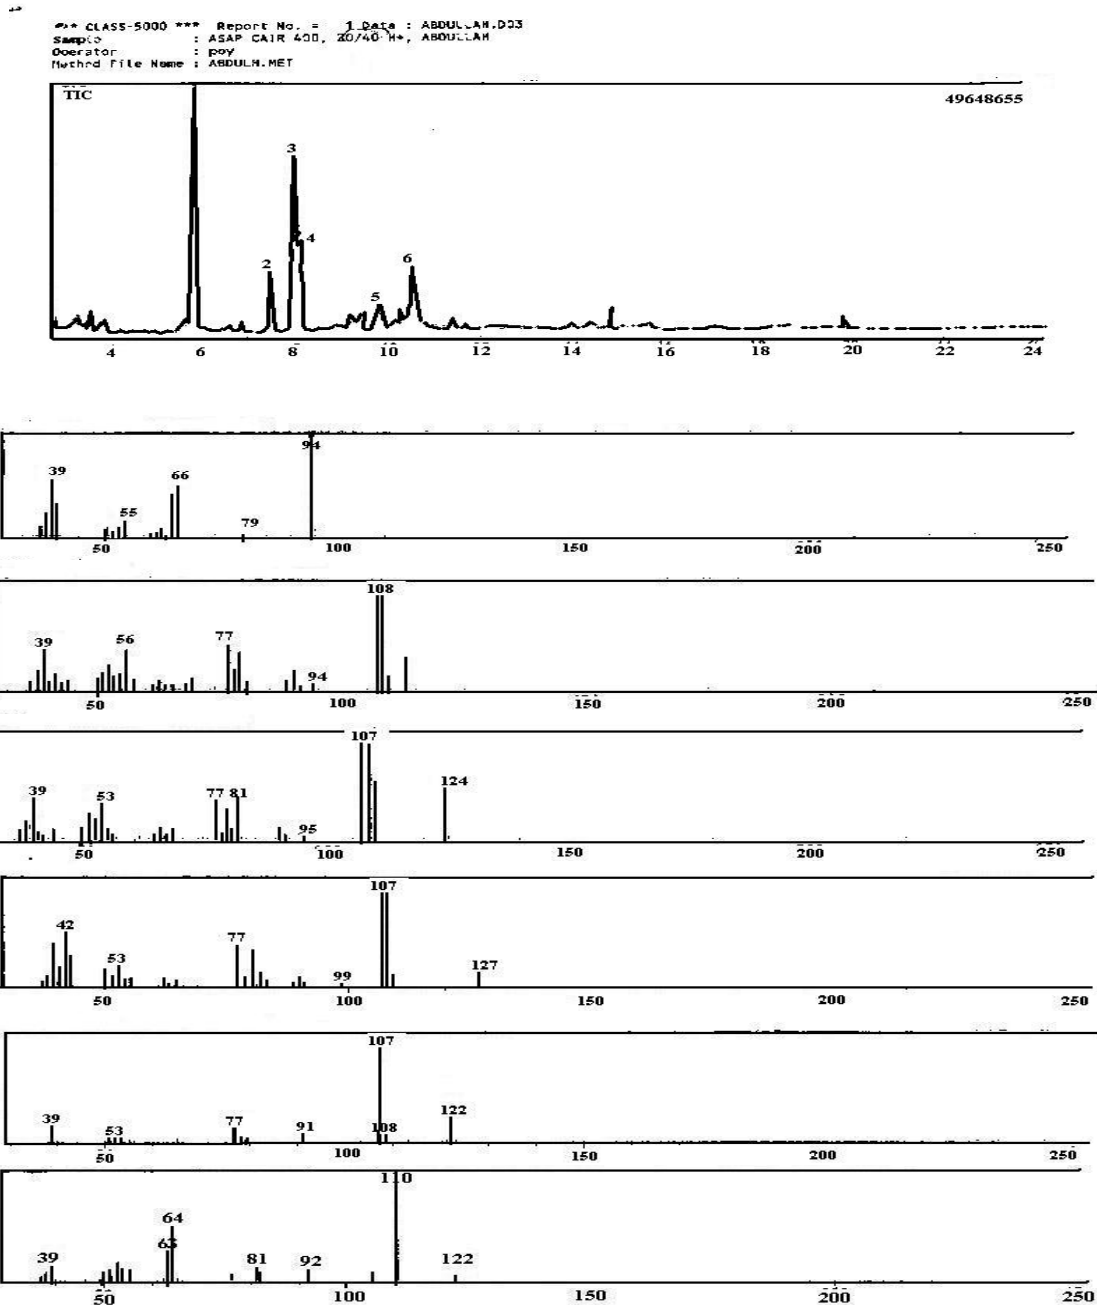 *** CLASS-5000 *** Report No. = 1 Data : ABDULLAH.D03
Sample : ASAP CAIR 400, 20/40 H+, ABDULLAH
Operator : poy
Method File Name : ABDULH.MET
TIC 49648655
3
4
2
6
5
4 6 8 10 12 14 16 18 20 22 24
94
39 66
55 79
50 100 150 200 250
108
39 56 77
94
50 100 150 200 250
107
39 53 77 81 124
95
50 100 150 200 250
107
42 77
53 99 127
50 100 150 200 250
107
39 53 77 91 108 122
50 100 150 200 250
110
64
63
39 81 92 122
50 100 150 200 250